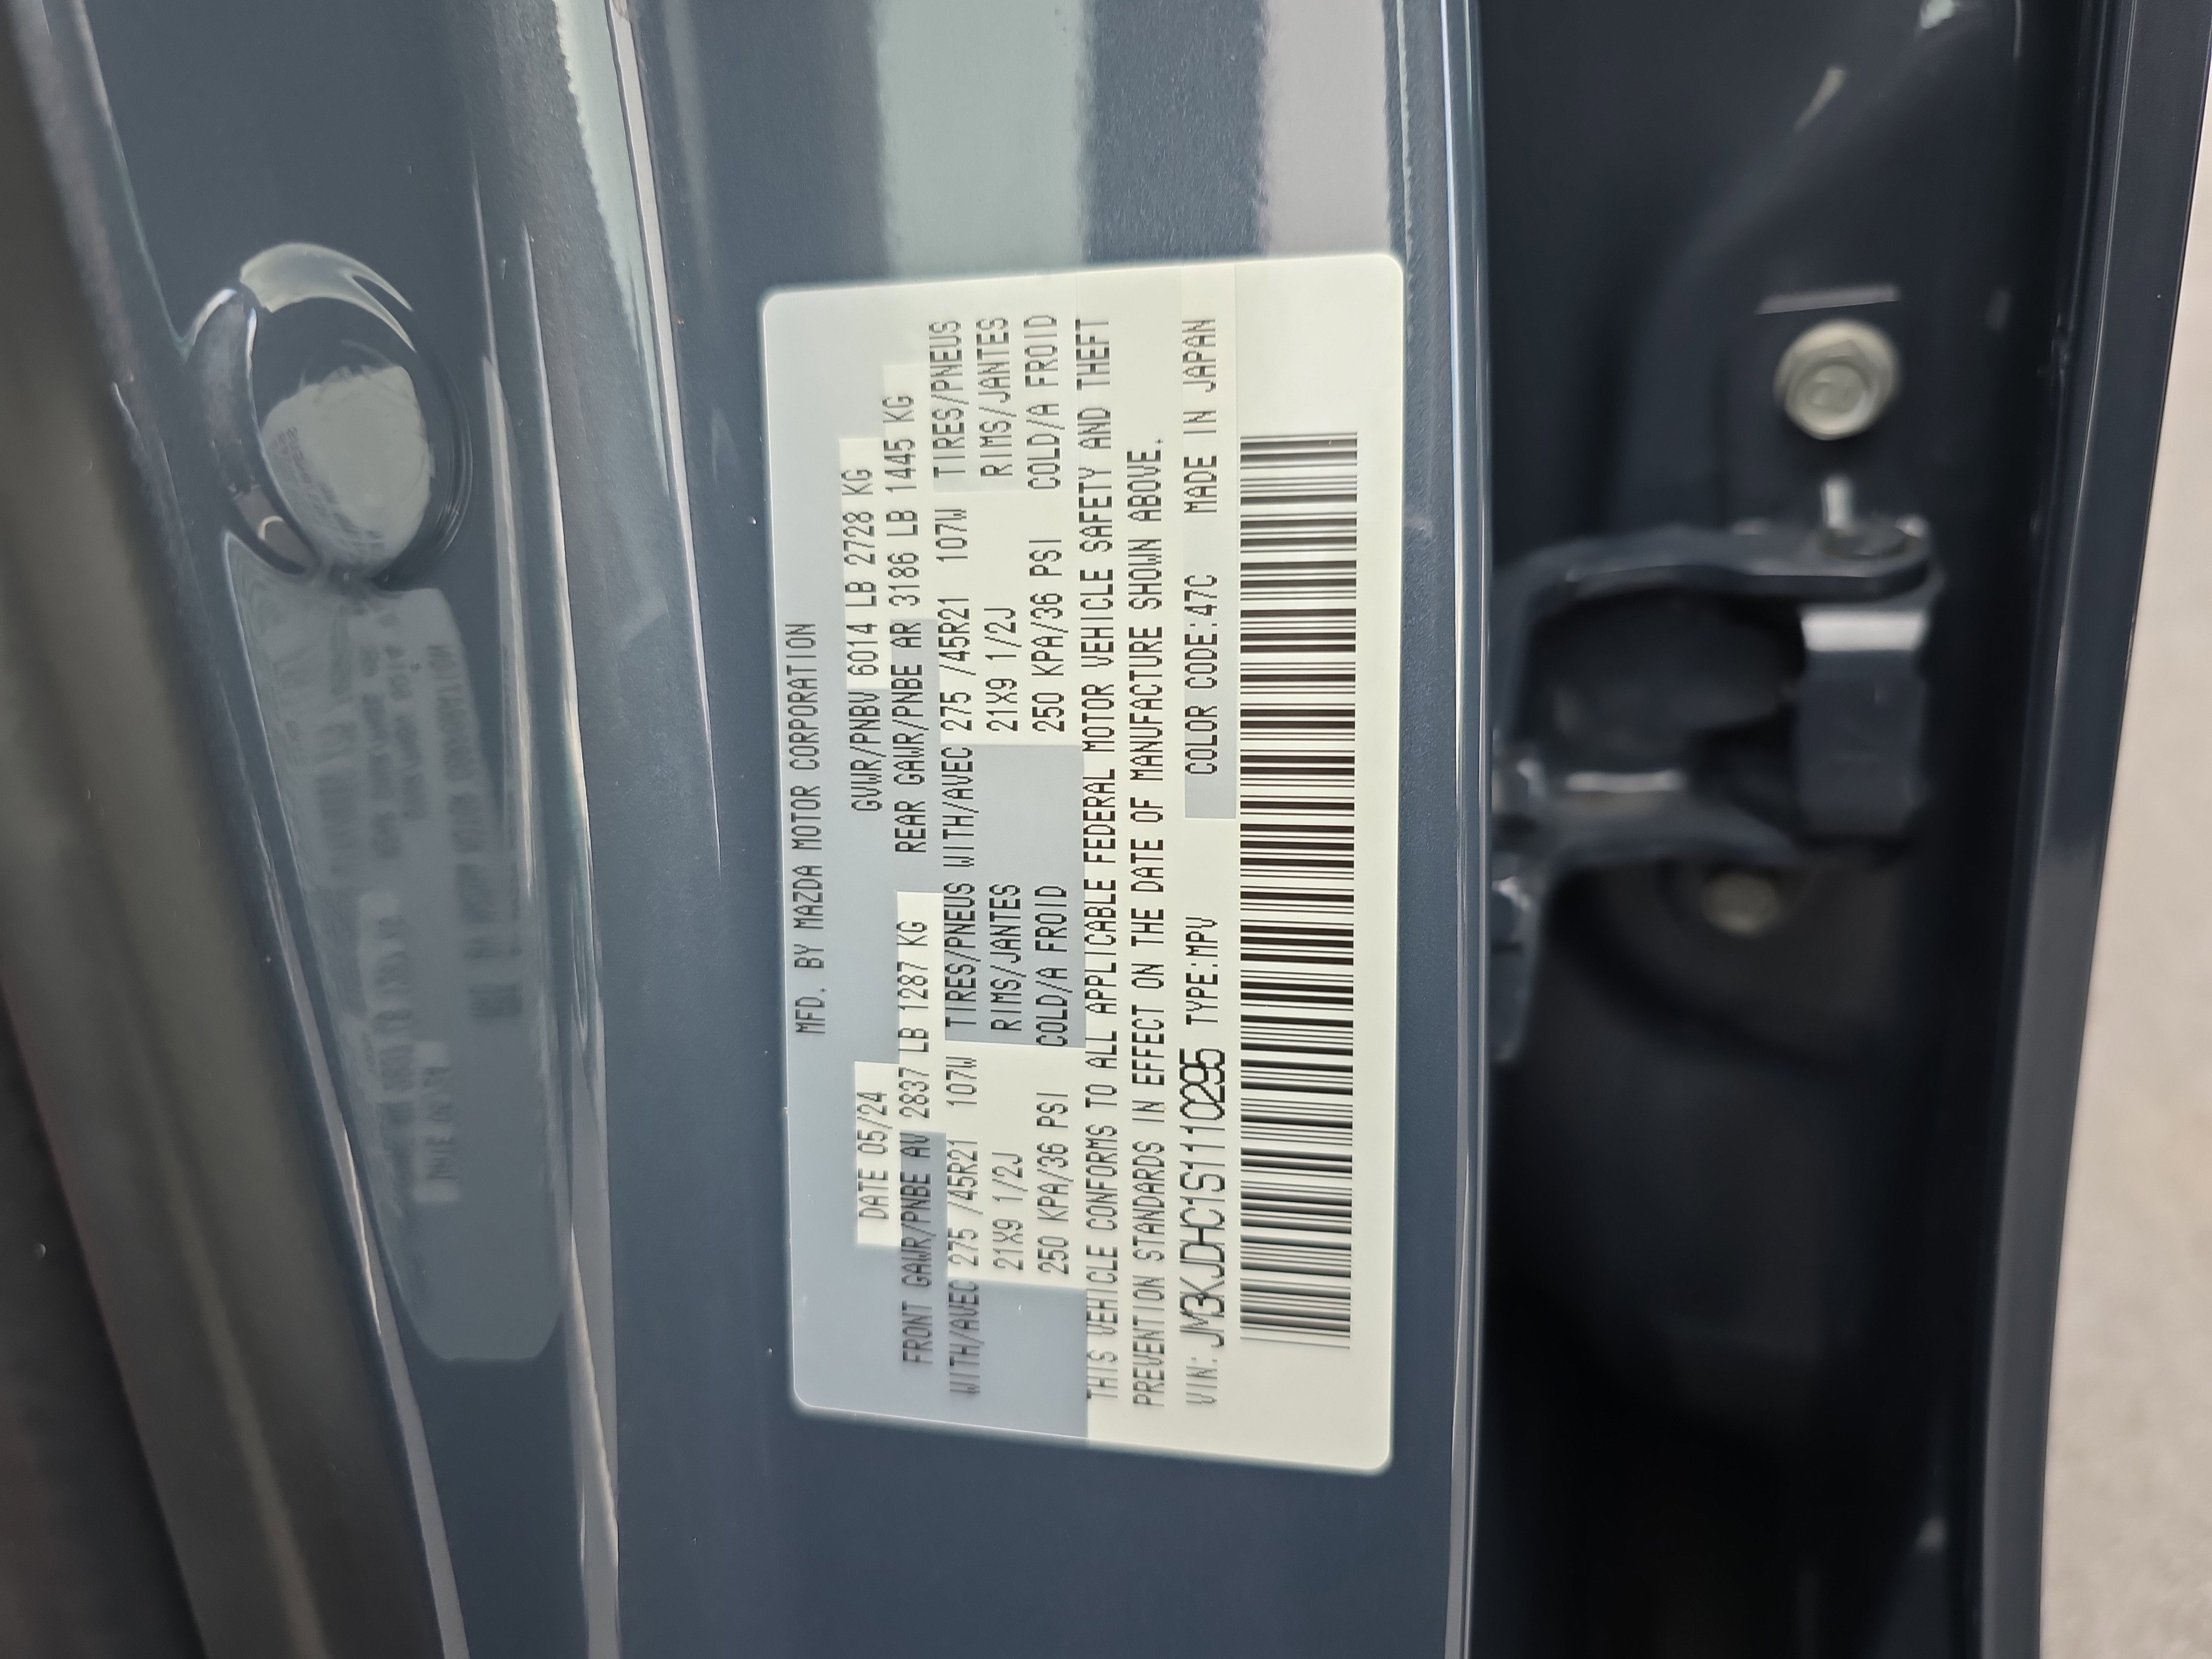 MFD. BY MAZDA MOTOR CORPORATION
DATE 05/24 GVWR/PNBV 6014 LB 2728 KG
FRONT GAWR/PNBE AV 2837 LB 1287 KG REAR GAWR/PNBE AR 3186 LB 1445 KG
WITH/AVEC 275 /45R21 107W TIRES/PNEUS WITH/AVEC 275 /45R21 107W TIRES/PNEUS
21X9 1/2J RIMS/JANTES 21X9 1/2J RIMS/JANTES
250 KPA/36 PSI COLD/A FROID 250 KPA/36 PSI COLD/A FROID
THIS VEHICLE CONFORMS TO ALL APPLICABLE FEDERAL MOTOR VEHICLE SAFETY AND THEFT
PREVENTION STANDARDS IN EFFECT ON THE DATE OF MANUFACTURE SHOWN ABOVE.
VIN: JM3KJDHC1S1110295 TYPE:MPV COLOR CODE:47C MADE IN JAPAN